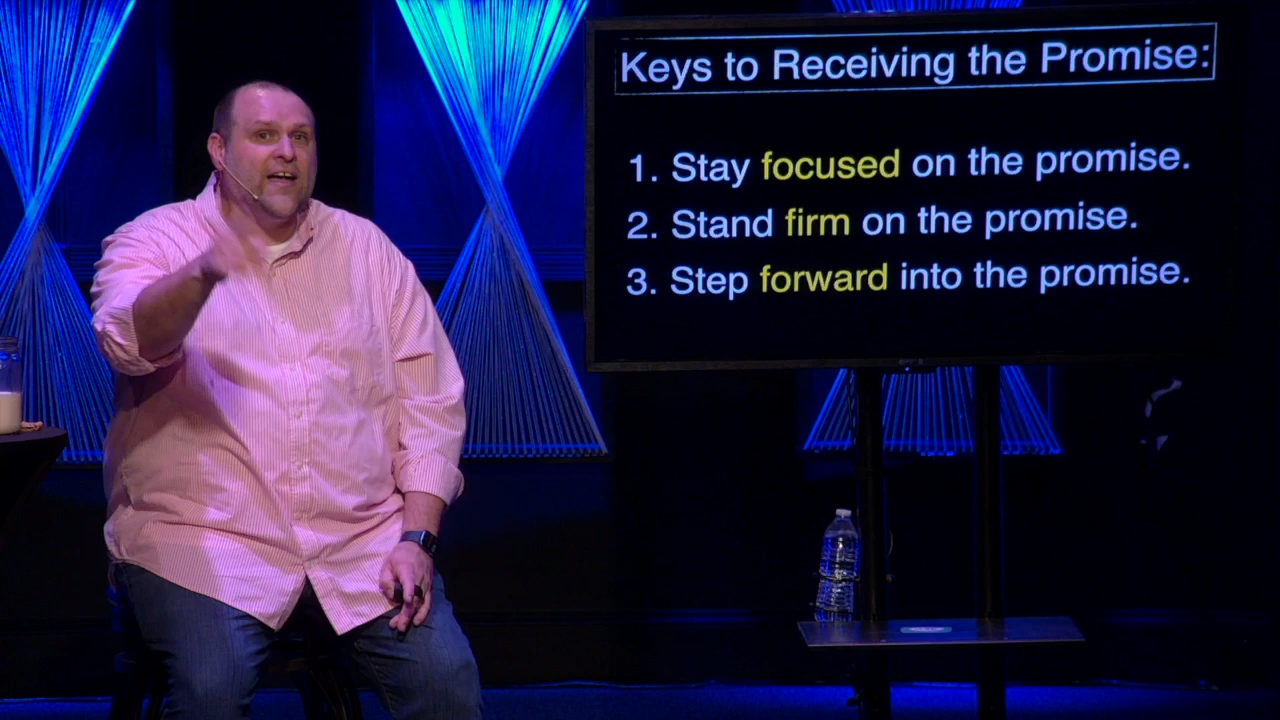 Keys to Receiving the Promise:
1. Stay focused on the promise.
2. Stand firm on the promise.
3. Step forward into the promise.